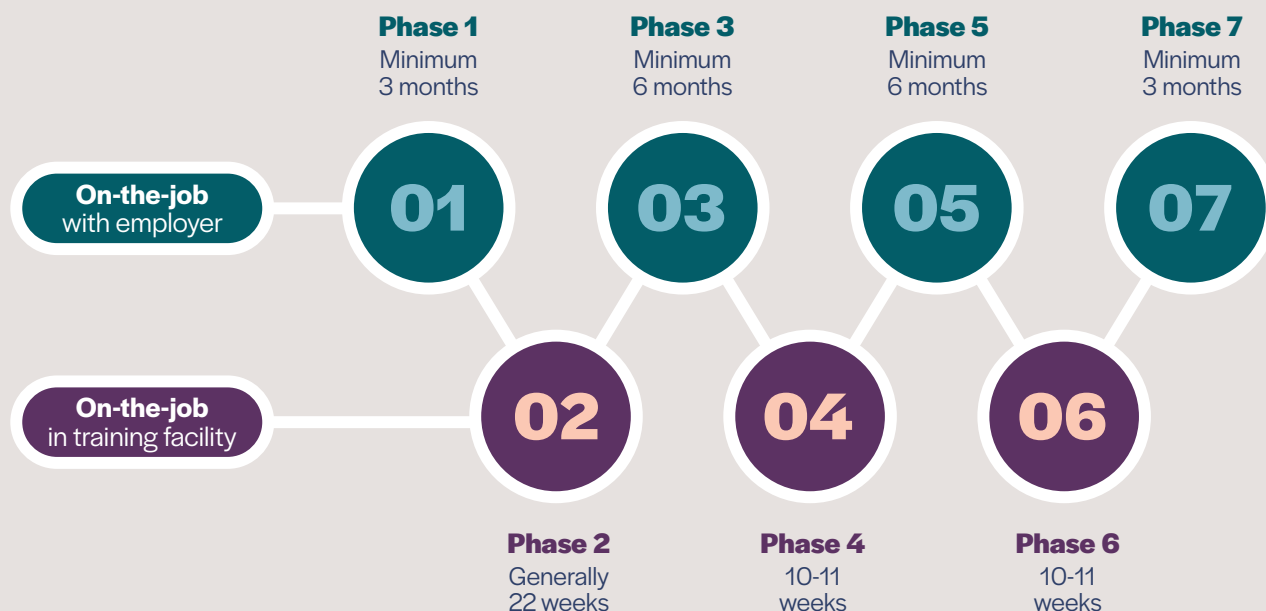 Phase 1
Minimum
3 months
Phase 3
Minimum
6 months
Phase 5
Minimum
6 months
Phase 7
Minimum
3 months
On-the-job
with employer
01
03
05
07
On-the-job
in training facility
02
04
06
Phase 2
Generally
22 weeks
Phase 4
10-11
weeks
Phase 6
10-11
weeks